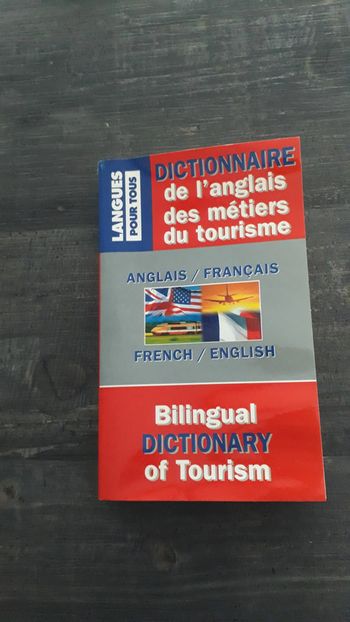 LANGUES
POUR TOUS
DICTIONNAIRE
de l'anglais
des métiers
du tourisme
ANGLAIS / FRANÇAIS
FRENCH / ENGLISH
Bilingual
DICTIONARY
of Tourism